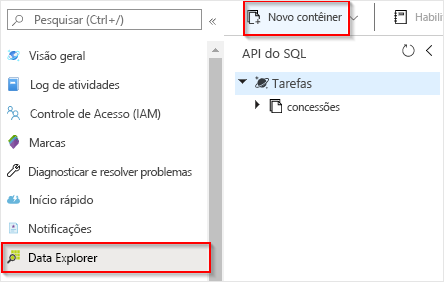 Pesquisar (Ctrl+/)
«
Visão geral
Log de atividades
Controle de Acesso (IAM)
Marcas
Diagnosticar e resolver problemas
Início rápido
Notificações
Data Explorer
Novo contêiner
Habili
API do SQL
Tarefas
concessões